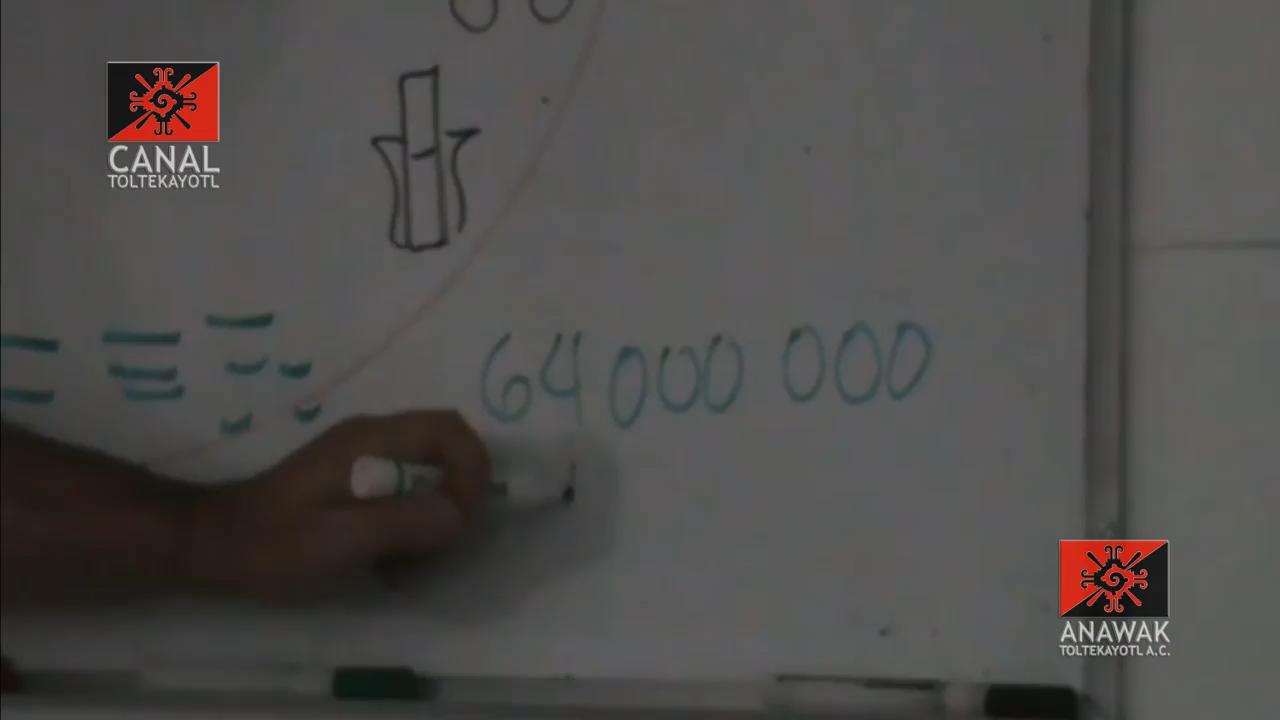 CANAL
TOLTEKAYOTL
64 000 000
ANAWAK
TOLTEKAYOTL A.C.